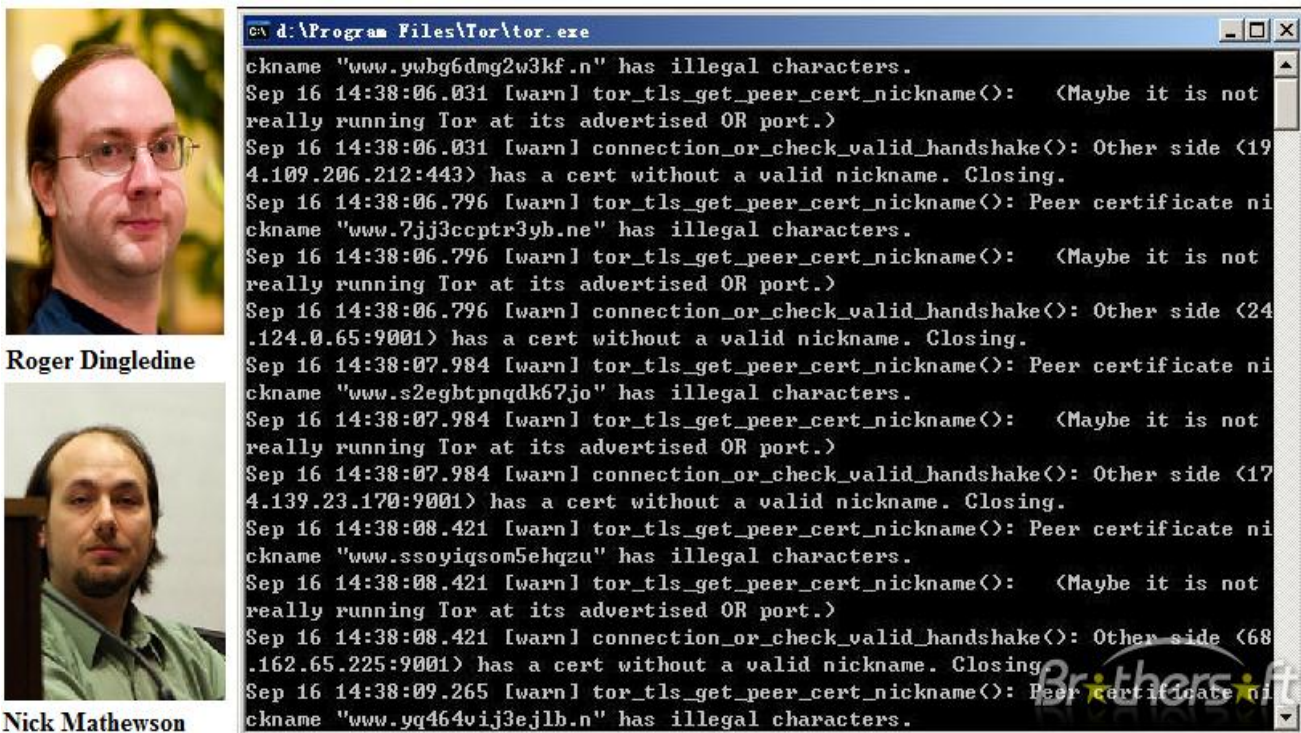 d:\Program Files\Tor\tor.exe
ckname "www.ywbg6dmg2w3kf.n" has illegal characters.
Sep 16 14:38:06.031 [warn] tor_tls_get_peer_cert_nickname():   (Maybe it is not
really running Tor at its advertised OR port.)
Sep 16 14:38:06.031 [warn] connection_or_check_valid_handshake(): Other side (19
4.109.206.212:443) has a cert without a valid nickname. Closing.
Sep 16 14:38:06.796 [warn] tor_tls_get_peer_cert_nickname(): Peer certificate ni
ckname "www.7jj3ccptr3yb.ne" has illegal characters.
Sep 16 14:38:06.796 [warn] tor_tls_get_peer_cert_nickname():   (Maybe it is not
really running Tor at its advertised OR port.)
Sep 16 14:38:06.796 [warn] connection_or_check_valid_handshake(): Other side (24
.124.0.65:9001) has a cert without a valid nickname. Closing.
Sep 16 14:38:07.984 [warn] tor_tls_get_peer_cert_nickname(): Peer certificate ni
ckname "www.s2egbtpnqdk67jo" has illegal characters.
Sep 16 14:38:07.984 [warn] tor_tls_get_peer_cert_nickname():   (Maybe it is not
really running Tor at its advertised OR port.)
Sep 16 14:38:07.984 [warn] connection_or_check_valid_handshake(): Other side (17
4.139.23.170:9001) has a cert without a valid nickname. Closing.
Sep 16 14:38:08.421 [warn] tor_tls_get_peer_cert_nickname(): Peer certificate ni
ckname "www.ssoyiqsom5ehqzu" has illegal characters.
Sep 16 14:38:08.421 [warn] tor_tls_get_peer_cert_nickname():   (Maybe it is not
really running Tor at its advertised OR port.)
Sep 16 14:38:08.421 [warn] connection_or_check_valid_handshake(): Other side (68
.162.65.225:9001) has a cert without a valid nickname. Closing.
Sep 16 14:38:09.265 [warn] tor_tls_get_peer_cert_nickname(): Peer certificate ni
ckname "www.yq464vij3ejlb.n" has illegal characters.
Brothersoft
Roger Dingledine
Nick Mathewson